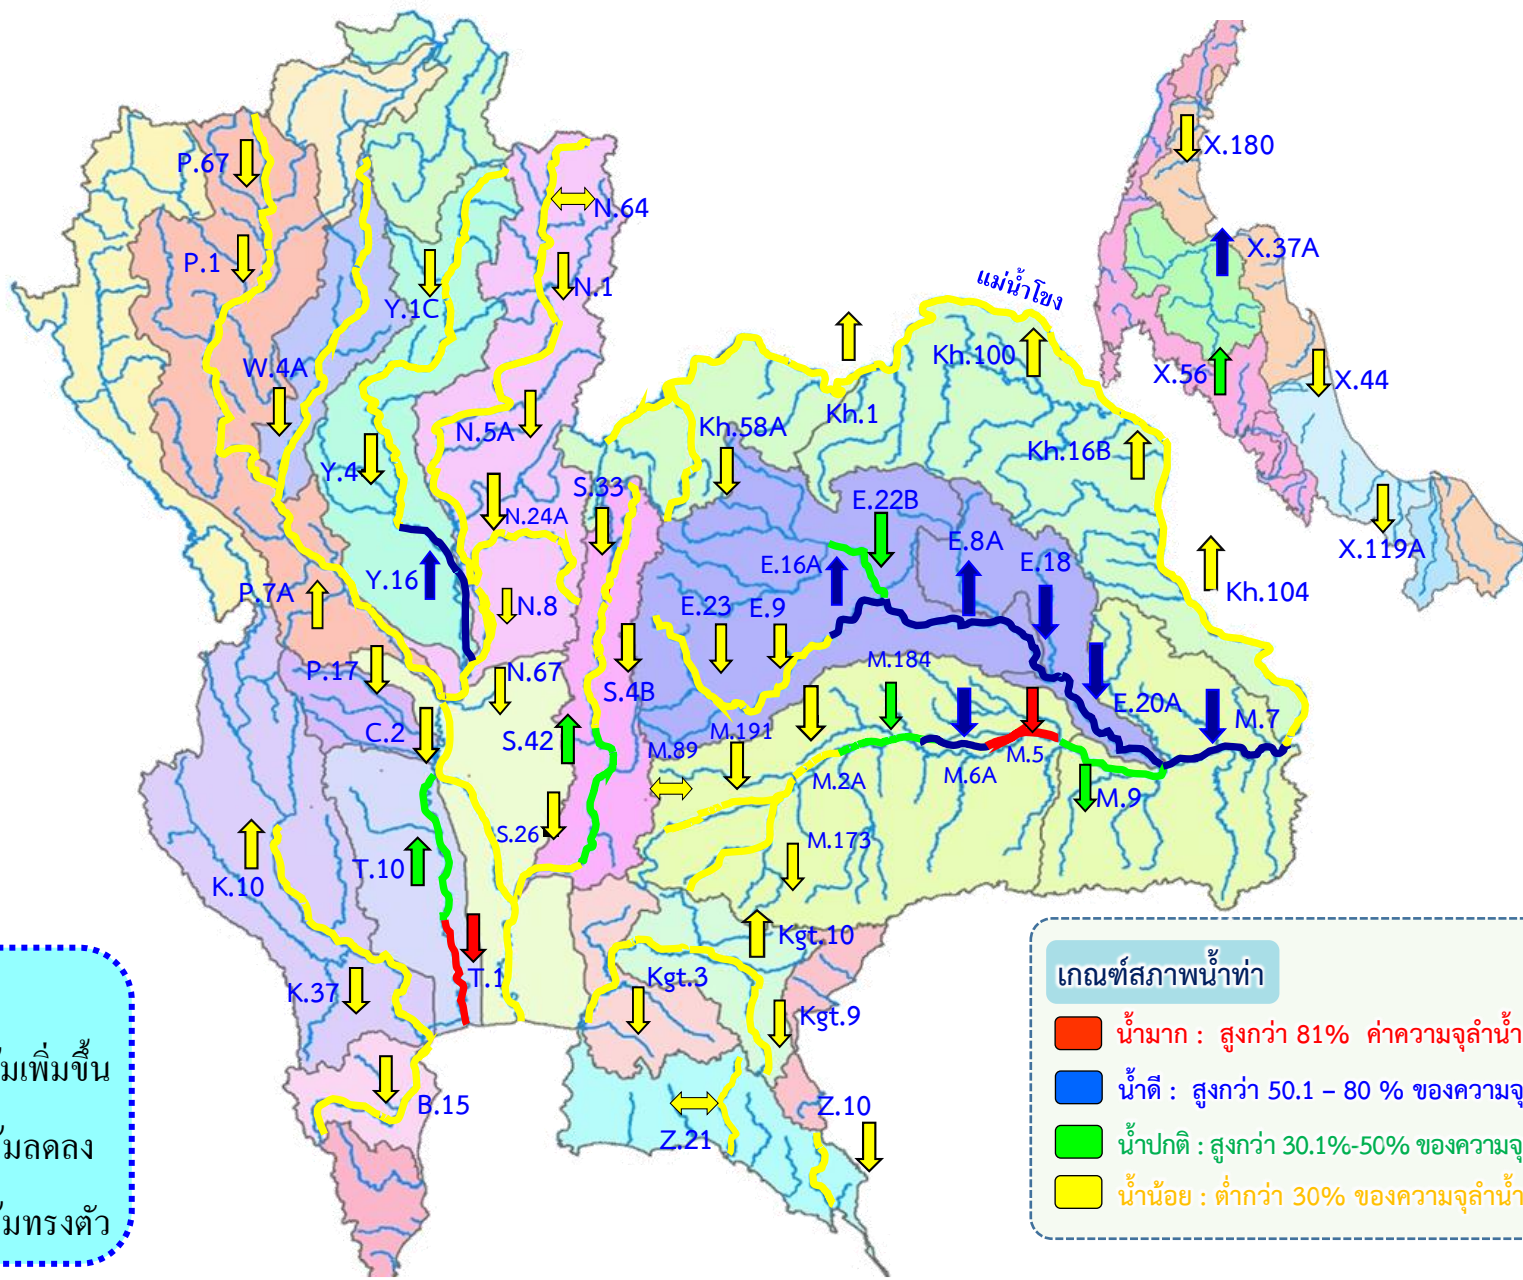 P.67
X.180
N.64
P.1
X.37A
แม่น้ำโขง
N.1
Y.1C
Kh.100
W.4A
X.56
X.44
Kh.1
Kh.58A
N.5A
Kh.16B
Y.4
S.33
E.22B
N.24A
E.8A
X.119A
E.16A
E.18
Y.16
P.7A
Kh.104
N.8
E.23
E.9
M.184
P.17
N.67
S.4B
E.20A
M.7
C.2
S.42
M.191
M.89
M.5
M.2A
M.6A
M.9
S.26
M.173
T.10
K.10
Kgt.10
T.1
Kgt.3
K.37
Kgt.9
B.15
Z.10
Z.21
มเพิ่มขึ้น
มลดลง
มทรงตัว
เกณฑ์สภาพน้ำท่า
น้ำมาก : สูงกว่า 81% ค่าความจุลำน้ำ
น้ำดี : สูงกว่า 50.1 – 80 % ของความจุ
น้ำปกติ : สูงกว่า 30.1%-50% ของความจุ
น้ำน้อย : ต่ำกว่า 30% ของความจุลำน้ำ